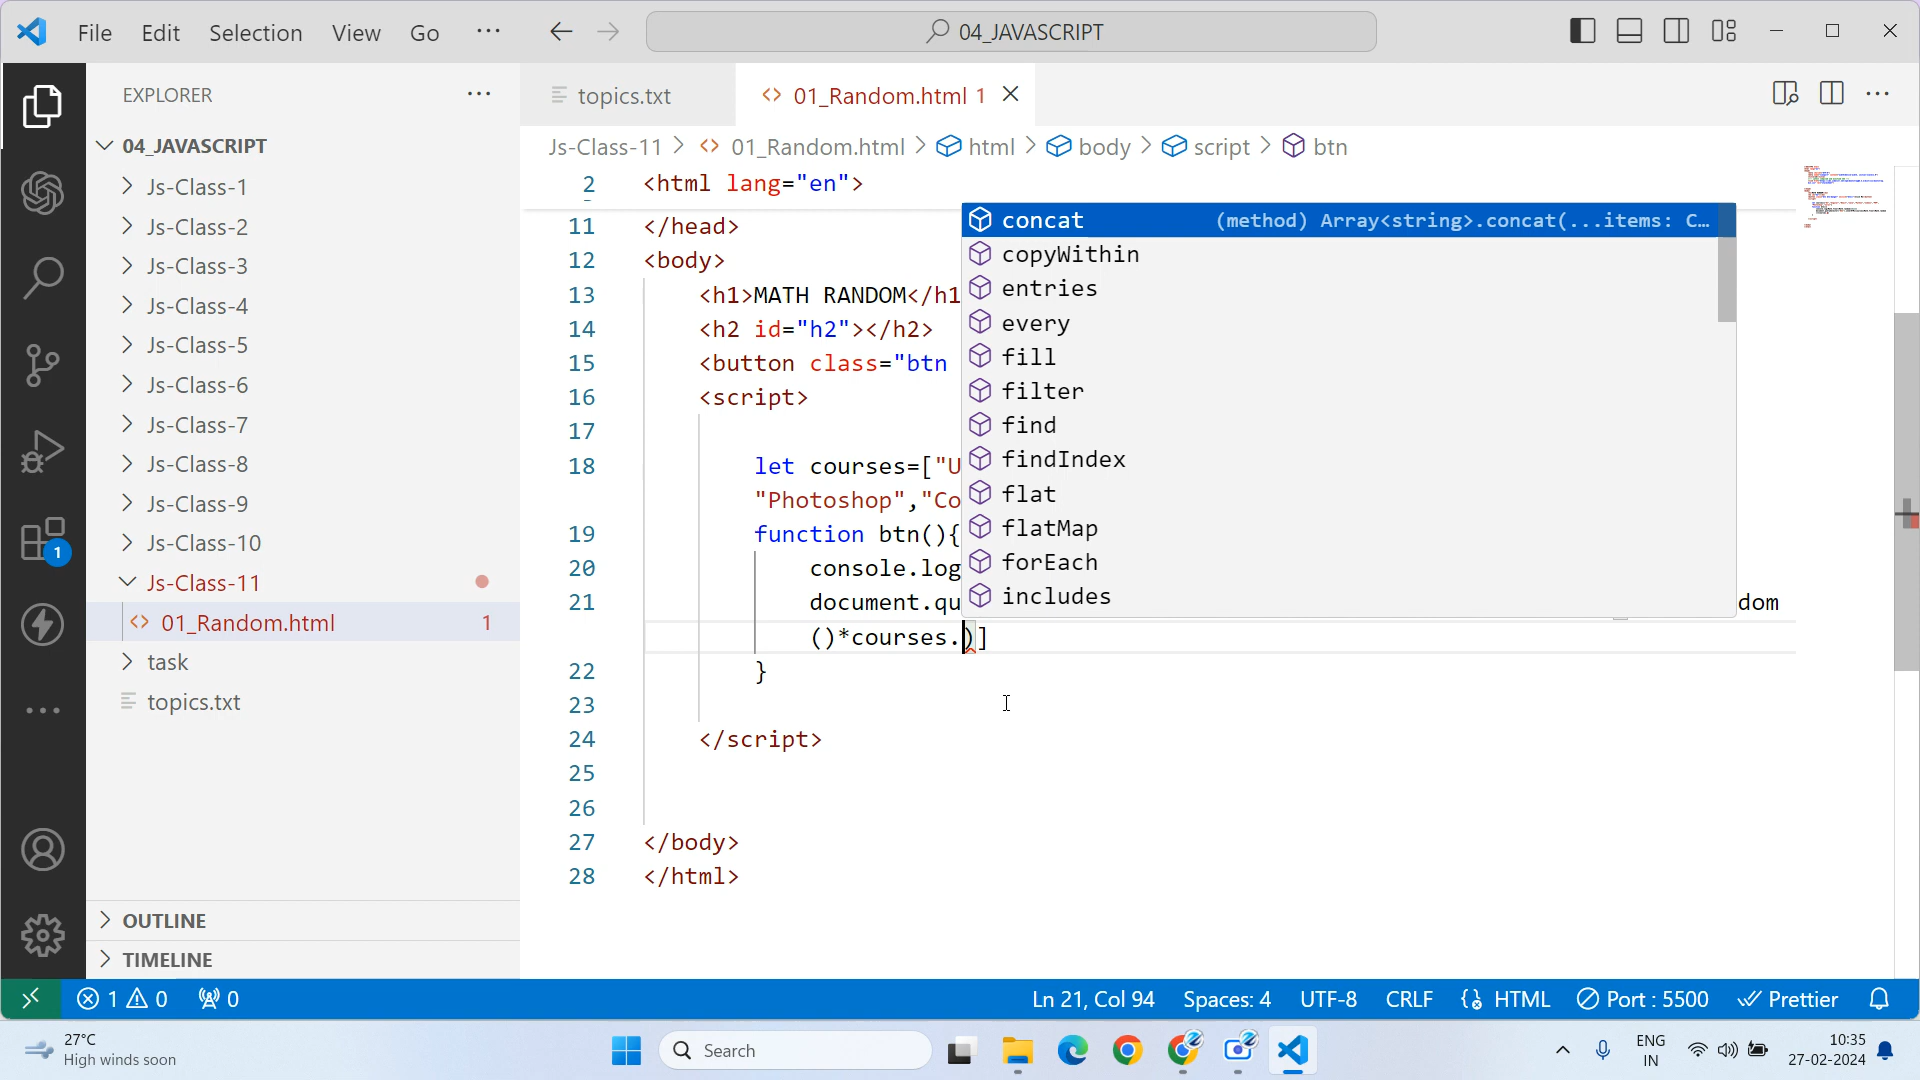 File Edit Selection View Go ··· 04_JAVASCRIPT
EXPLORER ···
04_JAVASCRIPT
Js-Class-1
Js-Class-2
Js-Class-3
Js-Class-4
Js-Class-5
Js-Class-6
Js-Class-7
Js-Class-8
Js-Class-9
Js-Class-10
Js-Class-11
01_Random.html 1
task
topics.txt
OUTLINE
TIMELINE
1
topics.txt 01_Random.html 1
Js-Class-11 > 01_Random.html > html > body > script > btn
2 <html lang="en">
11 </head>
12 <body>
13 <h1>MATH RANDOM</h1
14 <h2 id="h2"></h2>
15 <button class="btn
16 <script>
17
18 let courses=["U
"Photoshop","Co
19 function btn(){
20 console.log
21 document.qu dom
()*courses.)]
22 }
23
24 </script>
25
26
27 </body>
28 </html>
concat (method) Array<string>.concat(...items: C…
copyWithin
entries
every
fill
filter
find
findIndex
flat
flatMap
forEach
includes
1 0 0 Ln 21, Col 94 Spaces: 4 UTF-8 CRLF HTML Port : 5500 Prettier
27°C
High winds soon
Search
ENG
IN
10:35
27-02-2024